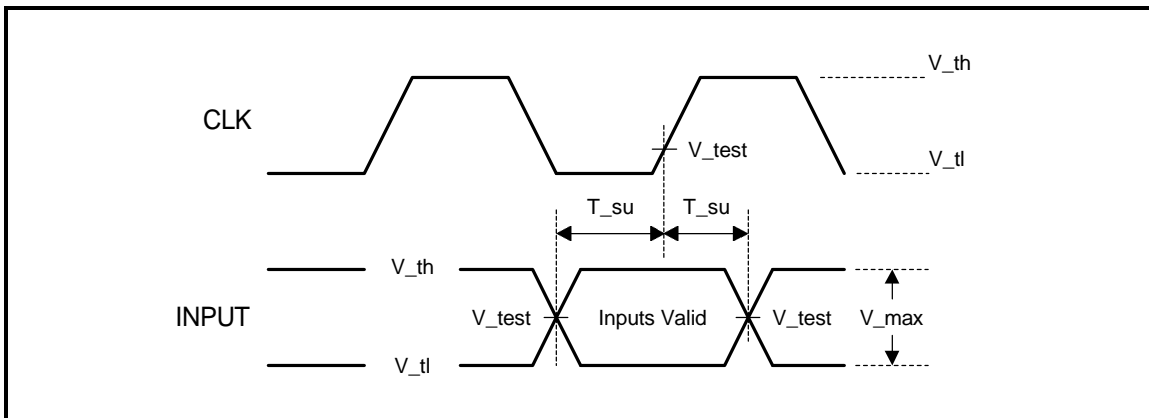 V_th
CLK
V_test
V_tl
T_su T_su
V_th
INPUT
V_test Inputs Valid V_test V_max
V_tl